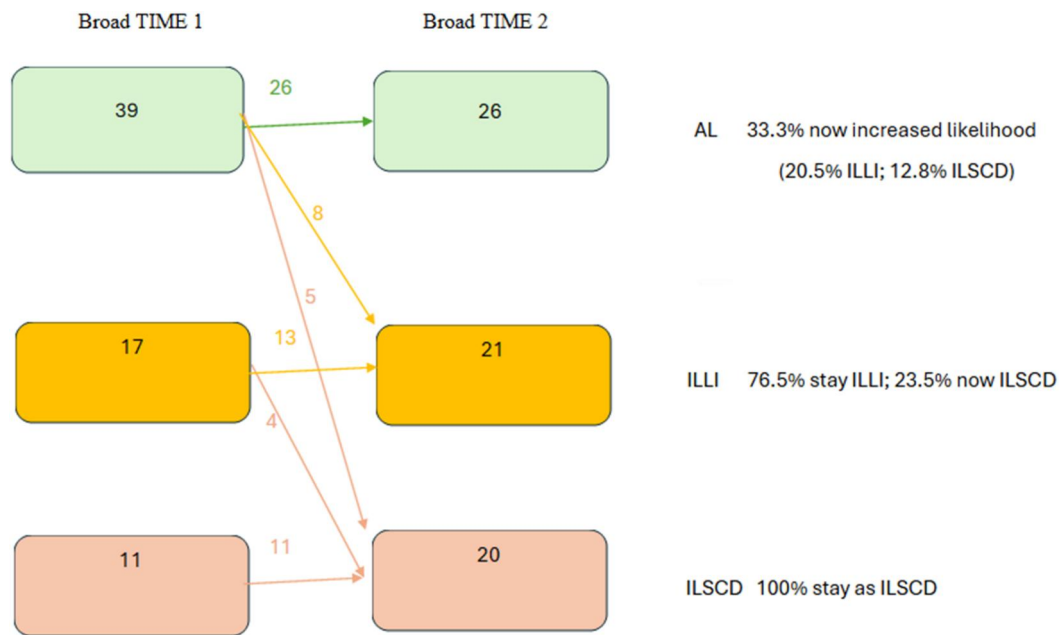 Broad TIME 1
Broad TIME 2
39
26
26
AL 33.3% now increased likelihood
(20.5% ILLI; 12.8% ILSCD)
8
5
17
13
21
ILLI 76.5% stay ILLI; 23.5% now ILSCD
4
11
11
20
ILSCD 100% stay as ILSCD